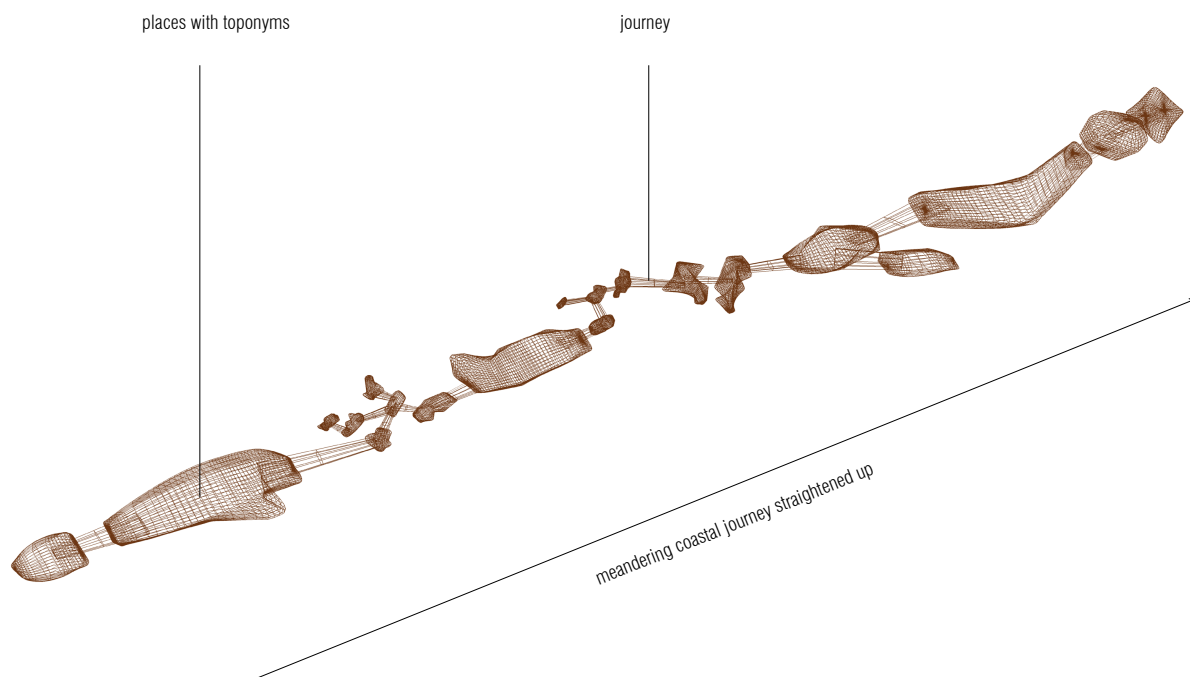 places with toponyms
journey
meandering coastal journey straightened up